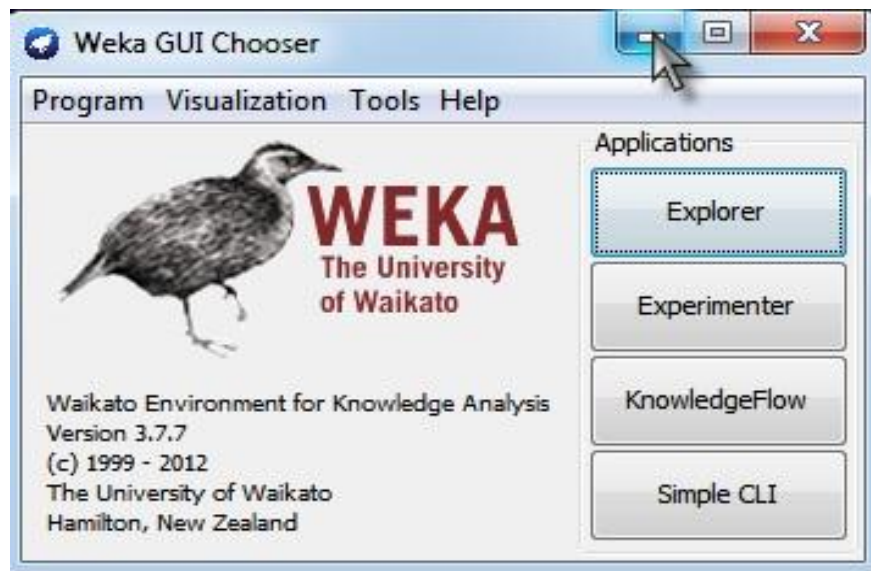 Weka GUI Chooser
Program Visualization Tools Help
WEKA
The University
of Waikato
Waikato Environment for Knowledge Analysis
Version 3.7.7
(c) 1999 - 2012
The University of Waikato
Hamilton, New Zealand
Applications
Explorer
Experimenter
KnowledgeFlow
Simple CLI